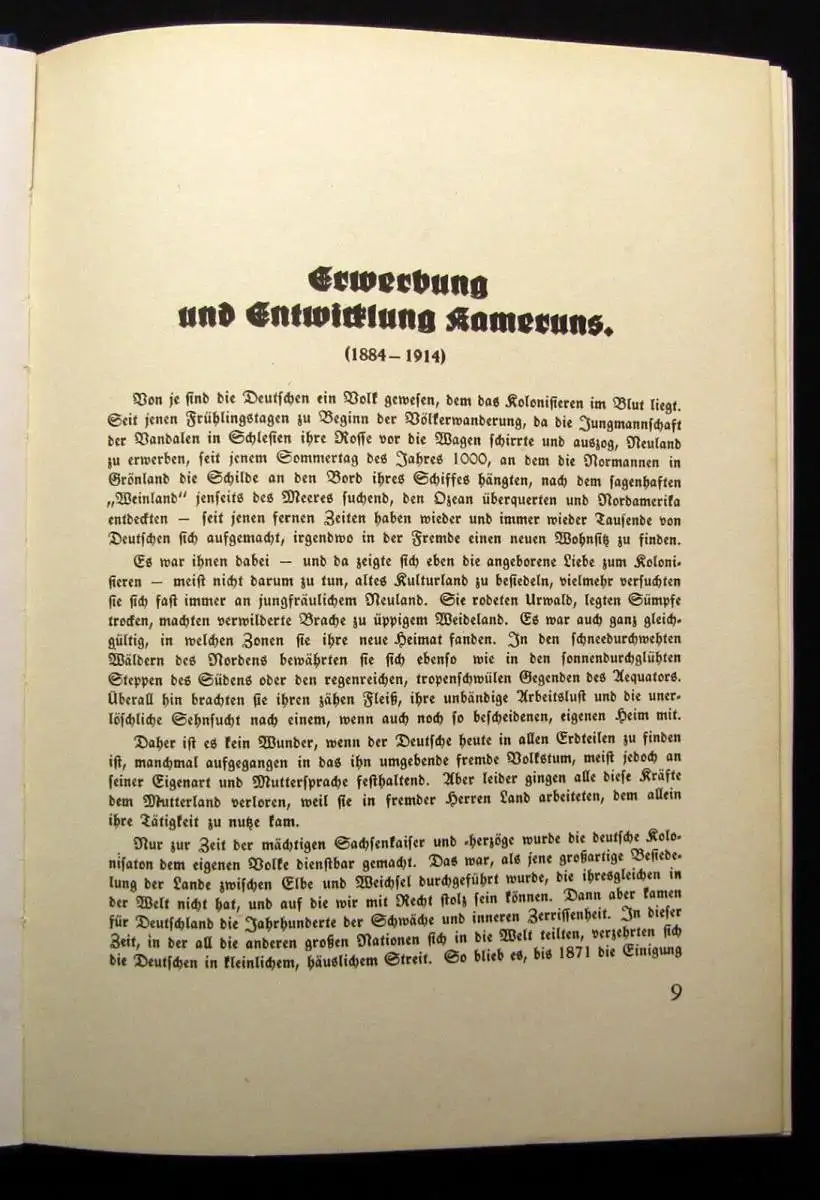 Erwerbung
und Entwicklung Kameruns.
(1884–1914)
Von je sind die Deutschen ein Volk gewesen, dem das Kolonisieren im Blut liegt.
Seit jenen Frühlingstagen zu Beginn der Völkerwanderung, da die Jungmannschaft
der Vandalen in Schlesien ihre Rosse vor die Wagen schirrte und auszog, Neuland
zu erwerben, seit jenem Sommertag des Jahres 1000, an dem die Normannen in
Grönland die Schilde an den Bord ihres Schiffes hängten, nach dem sagenhaften
„Weinland" jenseits des Meeres suchend, den Ozean überquerten und Nordamerika
entdeckten — seit jenen fernen Zeiten haben wieder und immer wieder Tausende von
Deutschen sich aufgemacht, irgendwo in der Fremde einen neuen Wohnsitz zu finden.
Es war ihnen dabei — und da zeigte sich eben die angeborene Liebe zum Koloni-
sieren — meist nicht darum zu tun, altes Kulturland zu besiedeln, vielmehr versuchten
sie sich fast immer an jungfräulichem Neuland. Sie rodeten Urwald, legten Sümpfe
trocken, machten verwilderte Brache zu üppigem Weideland. Es war auch ganz gleich-
gültig, in welchen Zonen sie ihre neue Heimat fanden. In den schneedurchwehten
Wäldern des Nordens bewährten sie sich ebenso wie in den sonnendurchglühten
Steppen des Südens oder den regenreichen, tropenschwülen Gegenden des Aequators.
Überall hin brachten sie ihren zähen Fleiß, ihre unbändige Arbeitslust und die uner-
löschliche Sehnsucht nach einem, wenn auch noch so bescheidenen, eigenen Heim mit.
Daher ist es kein Wunder, wenn der Deutsche heute in allen Erdteilen zu finden
ist, manchmal aufgegangen in das ihn umgebende fremde Volkstum, meist jedoch an
seiner Eigenart und Muttersprache festhaltend. Aber leider gingen alle diese Kräfte
dem Mutterland verloren, weil sie in fremder Herren Land arbeiteten, dem allein
ihre Tätigkeit zu nutze kam.
Nur zur Zeit der mächtigen Sachsenkaiser und -herzöge wurde die deutsche Kolo-
nisaton dem eigenen Volke dienstbar gemacht. Das war, als jene großartige Besiede-
lung der Lande zwischen Elbe und Weichsel durchgeführt wurde, die ihresgleichen in
der Welt nicht hat, und auf die wir mit Recht stolz sein können. Dann aber kamen
für Deutschland die Jahrhunderte der Schwäche und inneren Zerrissenheit. In dieser
Zeit, in der all die anderen großen Nationen sich in die Welt teilten, verzehrten sich
die Deutschen in kleinlichem, häuslichem Streit. So blieb es, bis 1871 die Einigung
9